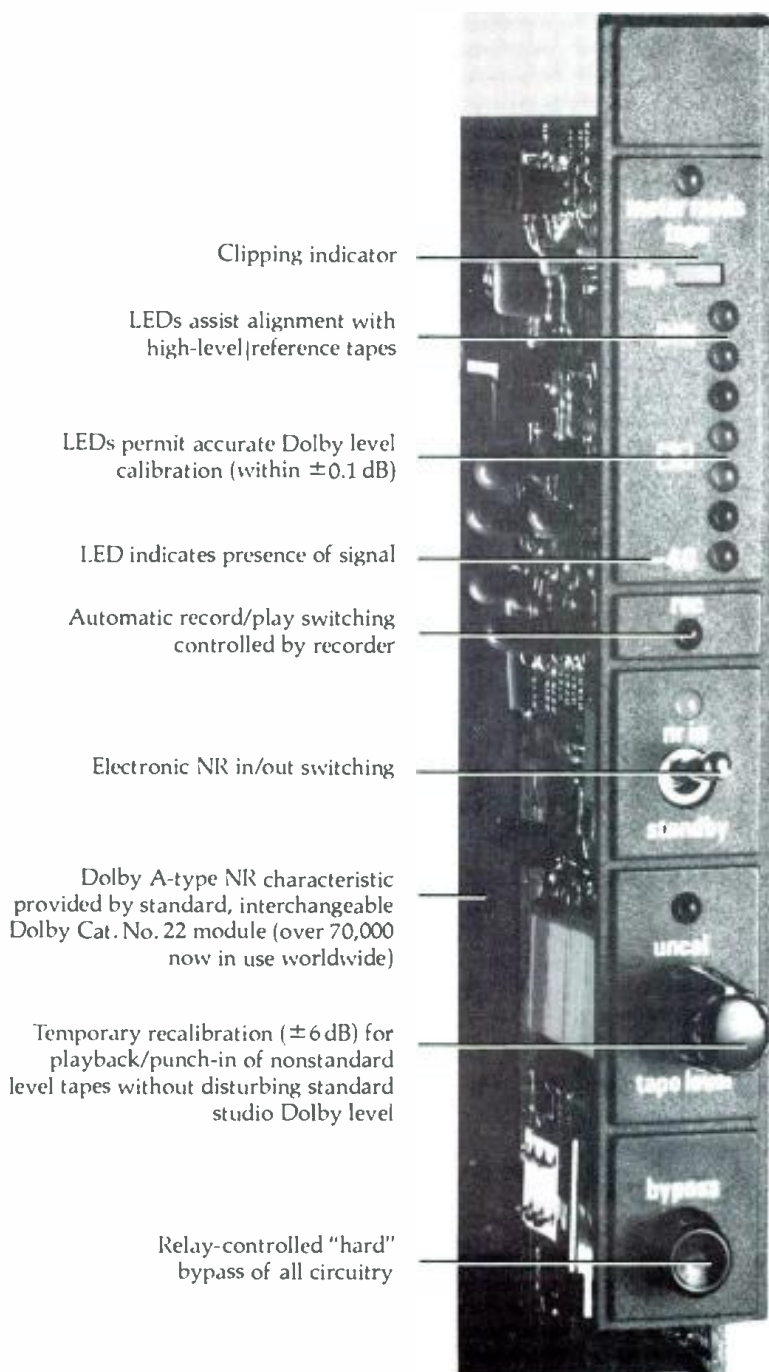 Clipping indicator
LEDs assist alignment with
high-level/reference tapes
LEDs permit accurate Dolby level
calibration (within ±0.1 dB)
LED indicates presence of signal
Automatic record/play switching
controlled by recorder
Electronic NR in/out switching
Dolby A-type NR characteristic
provided by standard, interchangeable
Dolby Cat. No. 22 module (over 70,000
now in use worldwide)
Temporary recalibration (±6 dB) for
playback/punch-in of nonstandard
level tapes without disturbing standard
studio Dolby level
Relay-controlled "hard"
bypass of all circuitry
clip
-40
rec
nr in
standby
uncal
tape level
bypass